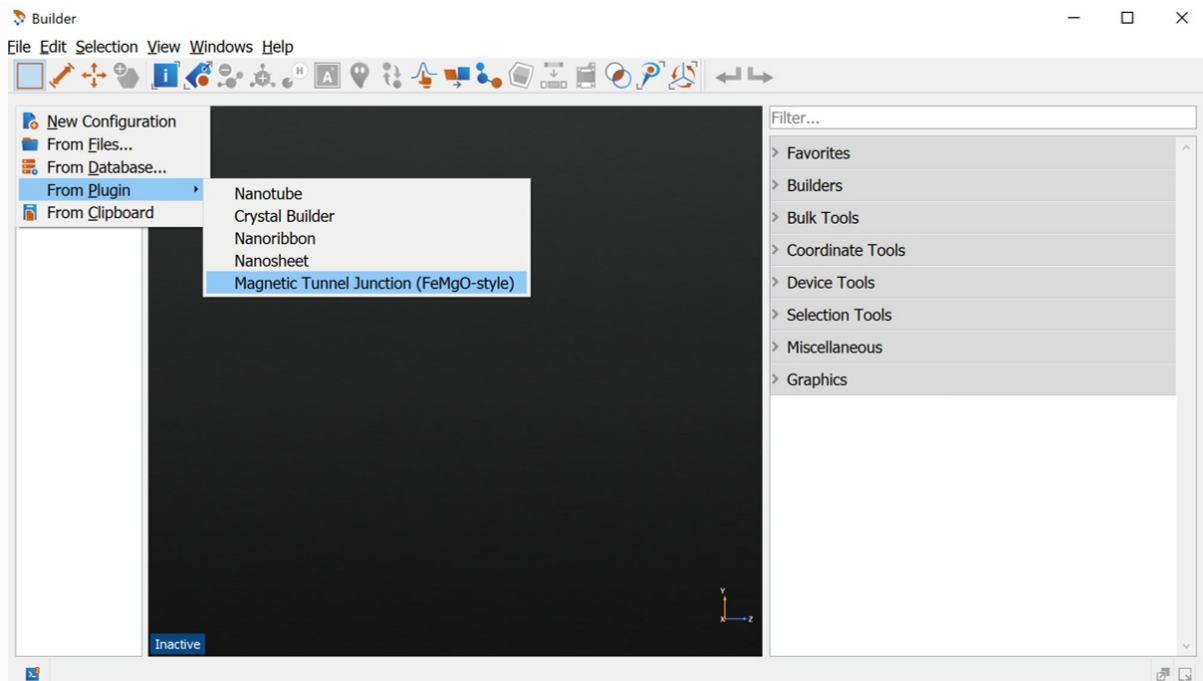 Builder
File Edit Selection View Windows Help
New Configuration
From Files...
From Database...
From Plugin
From Clipboard
Nanotube
Crystal Builder
Nanoribbon
Nanosheet
Magnetic Tunnel Junction (FeMgO-style)
Filter...
Favorites
Builders
Bulk Tools
Coordinate Tools
Device Tools
Selection Tools
Miscellaneous
Graphics
Y
X Z
Inactive